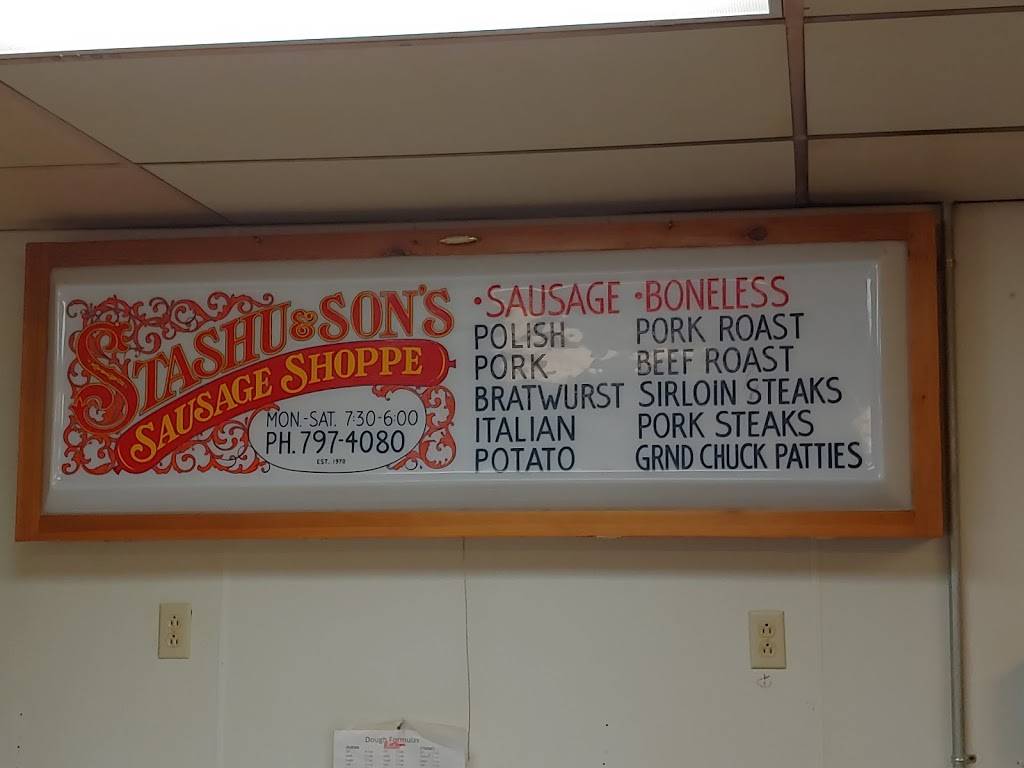 STASHU & SON'S
SAUSAGE SHOPPE
MON.-SAT. 7:30-6:00
PH. 797-4080
EST. 1970
•SAUSAGE
POLISH
PORK
BRATWURST
ITALIAN
POTATO
•BONELESS
PORK ROAST
BEEF ROAST
SIRLOIN STEAKS
PORK STEAKS
GRND CHUCK PATTIES
Dough Formulas